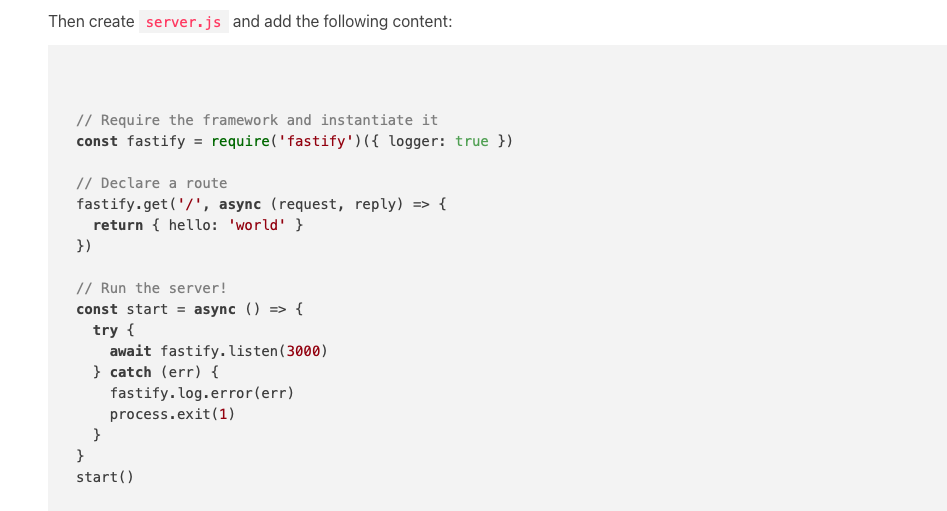 Then create server.js and add the following content:
// Require the framework and instantiate it
const fastify = require('fastify')({ logger: true })
// Declare a route
fastify.get('/', async (request, reply) => {
  return { hello: 'world' }
})
// Run the server!
const start = async () => {
  try {
    await fastify.listen(3000)
  } catch (err) {
    fastify.log.error(err)
    process.exit(1)
  }
}
start()